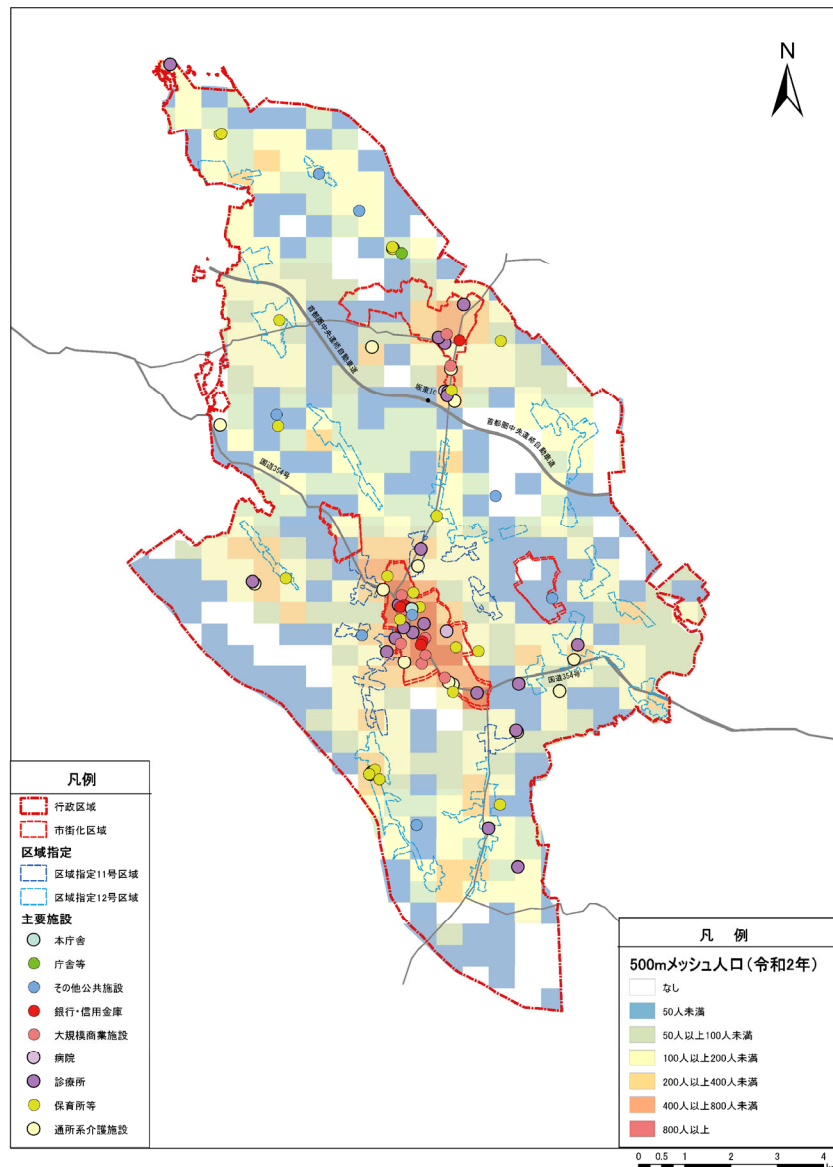 N
首都圏中央連絡自動車道
坂東IC
首都圏中央連絡自動車道
国道354号
国道354号
凡例
行政区域
市街化区域
区域指定
区域指定11号区域
区域指定12号区域
主要施設
本庁舎
庁舎等
その他公共施設
銀行・信用金庫
大規模商業施設
病院
診療所
保育所等
通所系介護施設
凡 例
500mメッシュ人口(令和2年)
なし
50人未満
50人以上100人未満
100人以上200人未満
200人以上400人未満
400人以上800人未満
800人以上
0 0.5 1 2 3 4